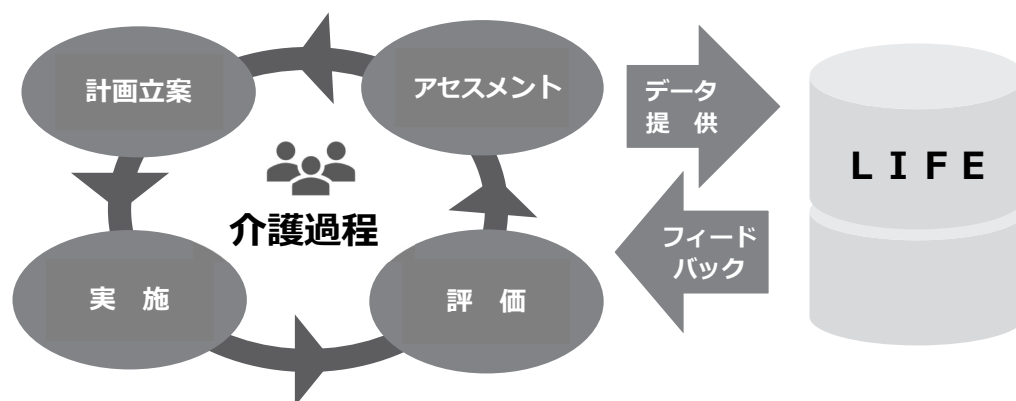 計画立案
アセスメント
データ
提　供
ＬＩＦＥ
介護過程
フィード
バック
実　施
評　価